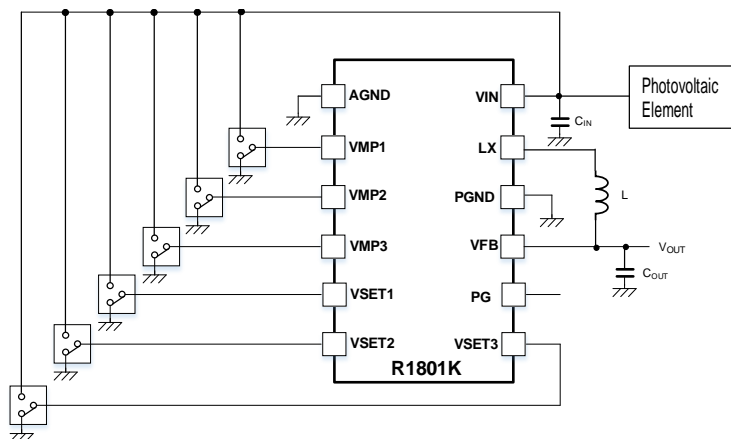 AGND
VMP1
VMP2
VMP3
VSET1
VSET2
VIN
LX
PGND
VFB
PG
VSET3
R1801K
Photovoltaic
Element
CIN
L
VOUT
COUT